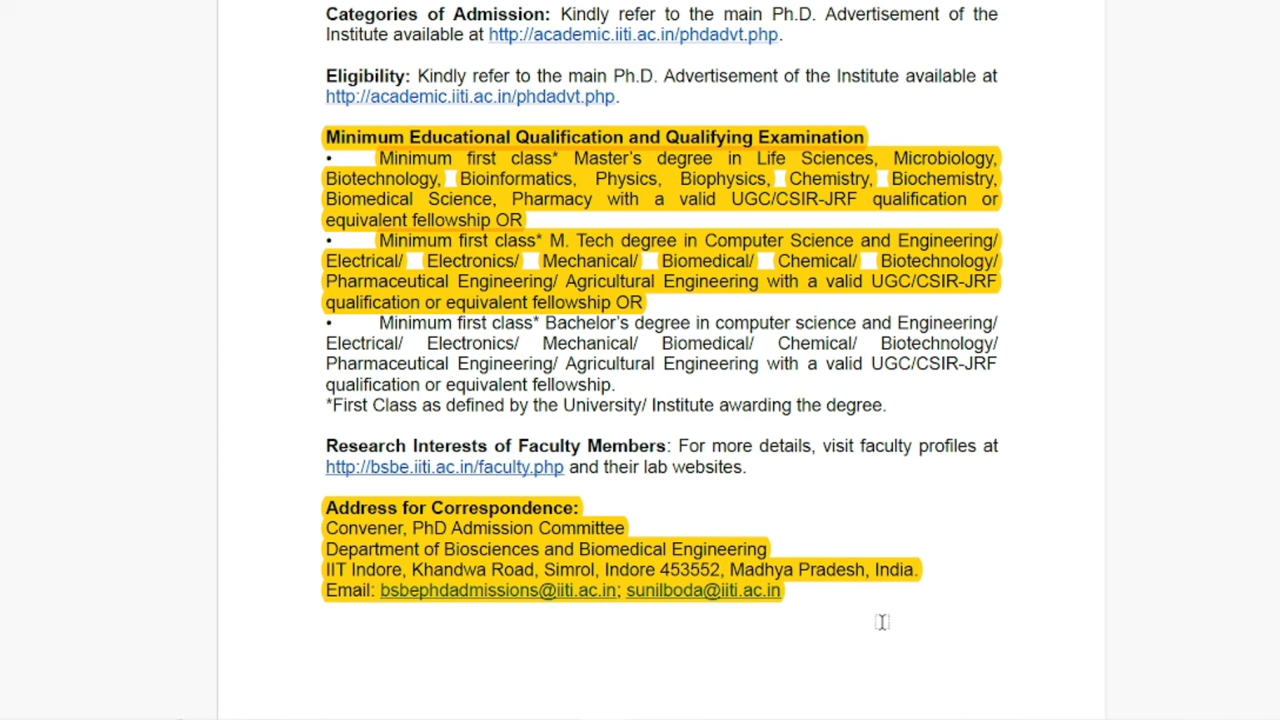 Categories of Admission: Kindly refer to the main Ph.D. Advertisement of the
Institute available at http://academic.iiti.ac.in/phdadvt.php.
Eligibility: Kindly refer to the main Ph.D. Advertisement of the Institute available at
http://academic.iiti.ac.in/phdadvt.php.
Minimum Educational Qualification and Qualifying Examination
• Minimum first class* Master's degree in Life Sciences, Microbiology,
Biotechnology, Bioinformatics, Physics, Biophysics, Chemistry, Biochemistry,
Biomedical Science, Pharmacy with a valid UGC/CSIR-JRF qualification or
equivalent fellowship OR
• Minimum first class* M. Tech degree in Computer Science and Engineering/
Electrical/ Electronics/ Mechanical/ Biomedical/ Chemical/ Biotechnology/
Pharmaceutical Engineering/ Agricultural Engineering with a valid UGC/CSIR-JRF
qualification or equivalent fellowship OR
• Minimum first class* Bachelor's degree in computer science and Engineering/
Electrical/ Electronics/ Mechanical/ Biomedical/ Chemical/ Biotechnology/
Pharmaceutical Engineering/ Agricultural Engineering with a valid UGC/CSIR-JRF
qualification or equivalent fellowship.
*First Class as defined by the University/ Institute awarding the degree.
Research Interests of Faculty Members: For more details, visit faculty profiles at
http://bsbe.iiti.ac.in/faculty.php and their lab websites.
Address for Correspondence:
Convener, PhD Admission Committee
Department of Biosciences and Biomedical Engineering
IIT Indore, Khandwa Road, Simrol, Indore 453552, Madhya Pradesh, India.
Email: bsbephdadmissions@iiti.ac.in; sunilboda@iiti.ac.in